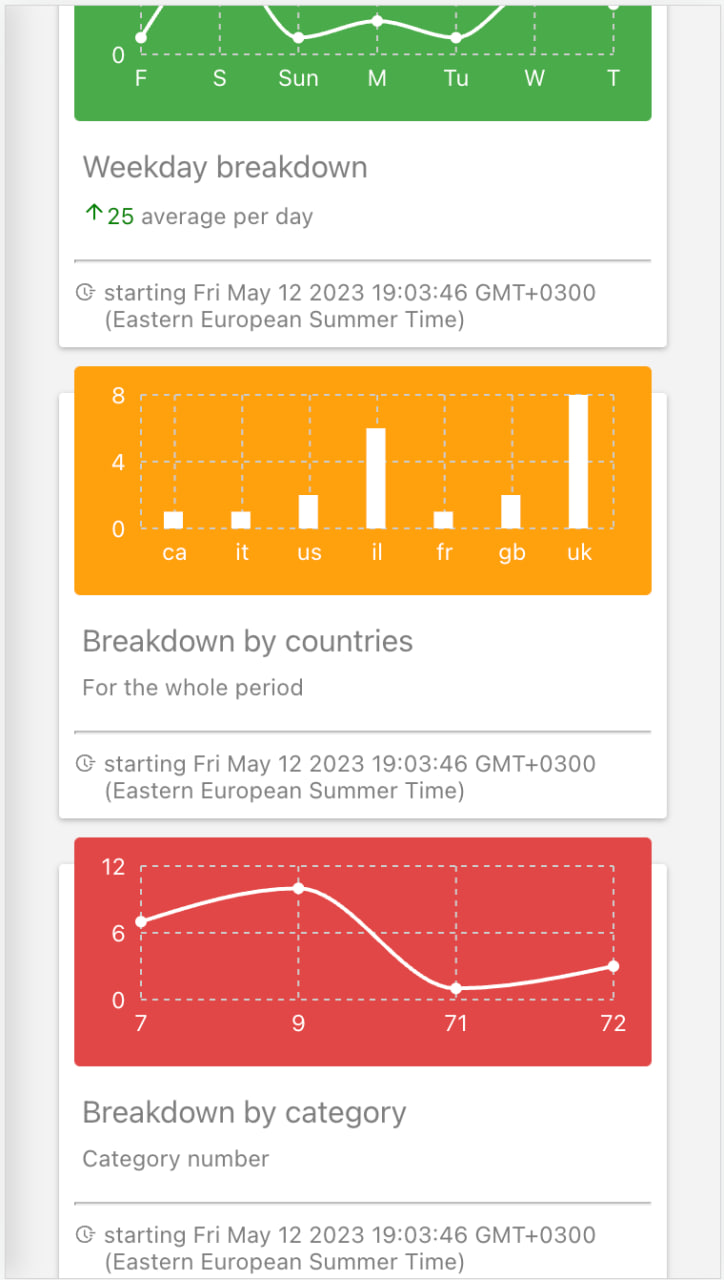 0
F S Sun M Tu W T
Weekday breakdown
↑25 average per day
starting Fri May 12 2023 19:03:46 GMT+0300
(Eastern European Summer Time)
8
4
0
ca it us il fr gb uk
Breakdown by countries
For the whole period
starting Fri May 12 2023 19:03:46 GMT+0300
(Eastern European Summer Time)
12
6
0
7 9 71 72
Breakdown by category
Category number
starting Fri May 12 2023 19:03:46 GMT+0300
(Eastern European Summer Time)